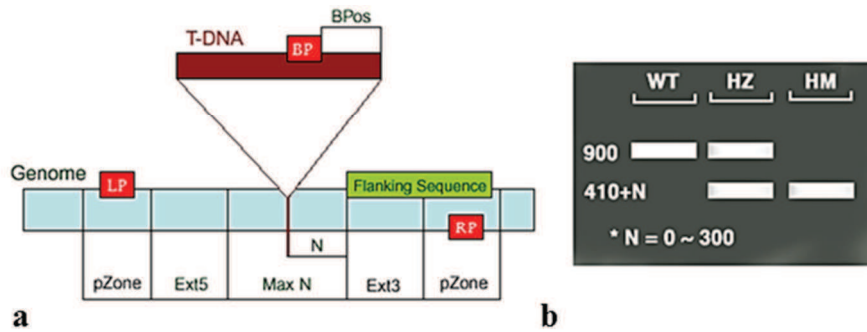 BPos
T-DNA
BP
Genome
LP
Flanking Sequence
N
RP
pZone
Ext5
Max N
Ext3
pZone
a
WT HZ HM
900
410+N
* N = 0 ~ 300
b